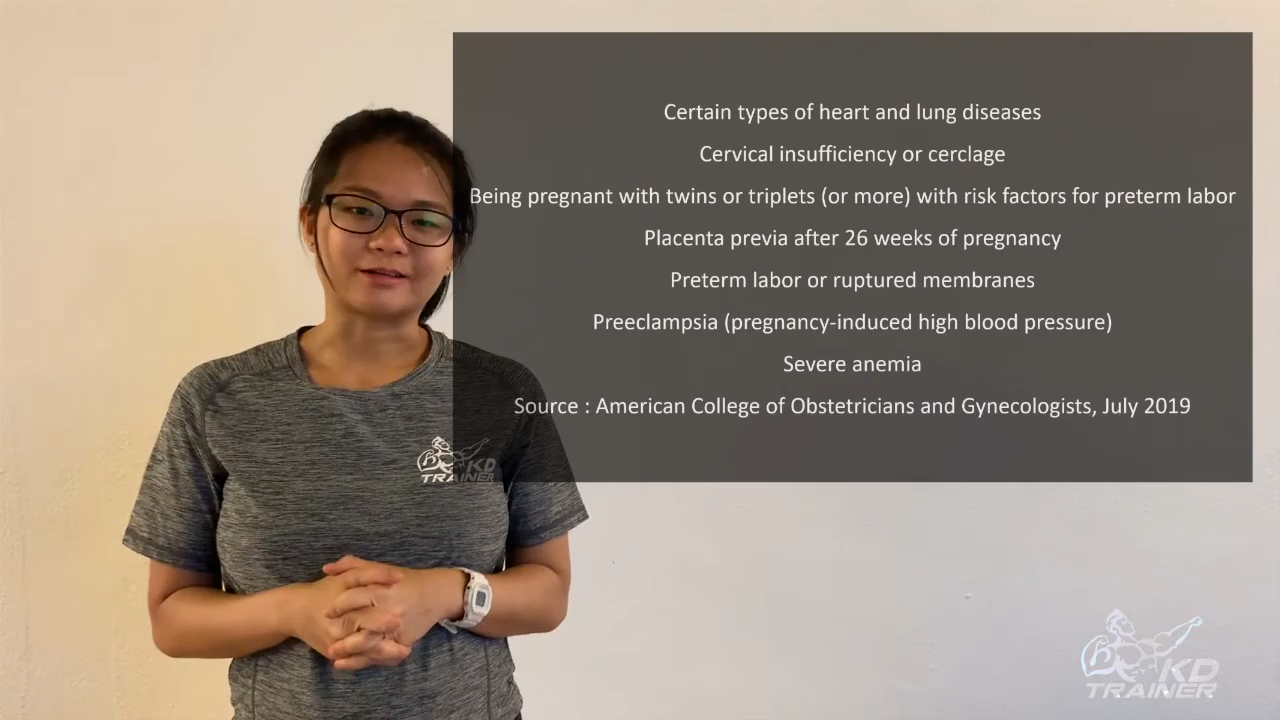 Certain types of heart and lung diseases
Cervical insufficiency or cerclage
Being pregnant with twins or triplets (or more) with risk factors for preterm labor
Placenta previa after 26 weeks of pregnancy
Preterm labor or ruptured membranes
Preeclampsia (pregnancy-induced high blood pressure)
Severe anemia
Source : American College of Obstetricians and Gynecologists, July 2019
KD
TRAINER
KD
TRAINER